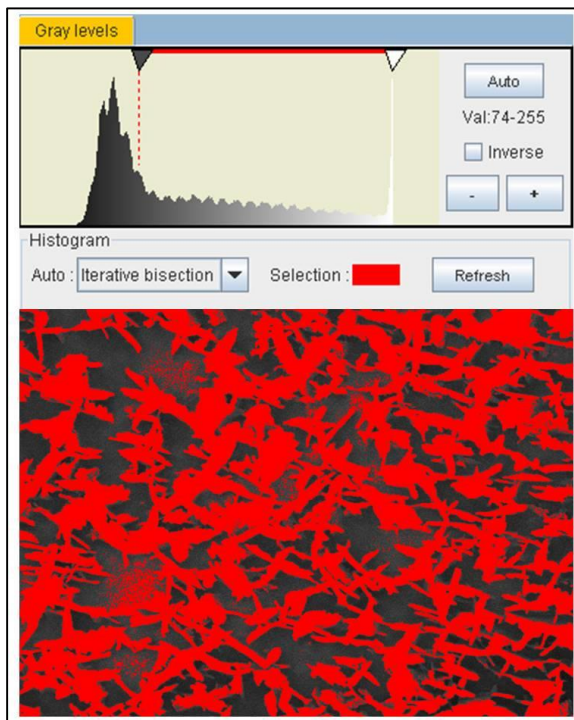 Gray levels
Auto
Val:74-255
Inverse
- +
Histogram
Auto : Iterative bisection Selection : Refresh